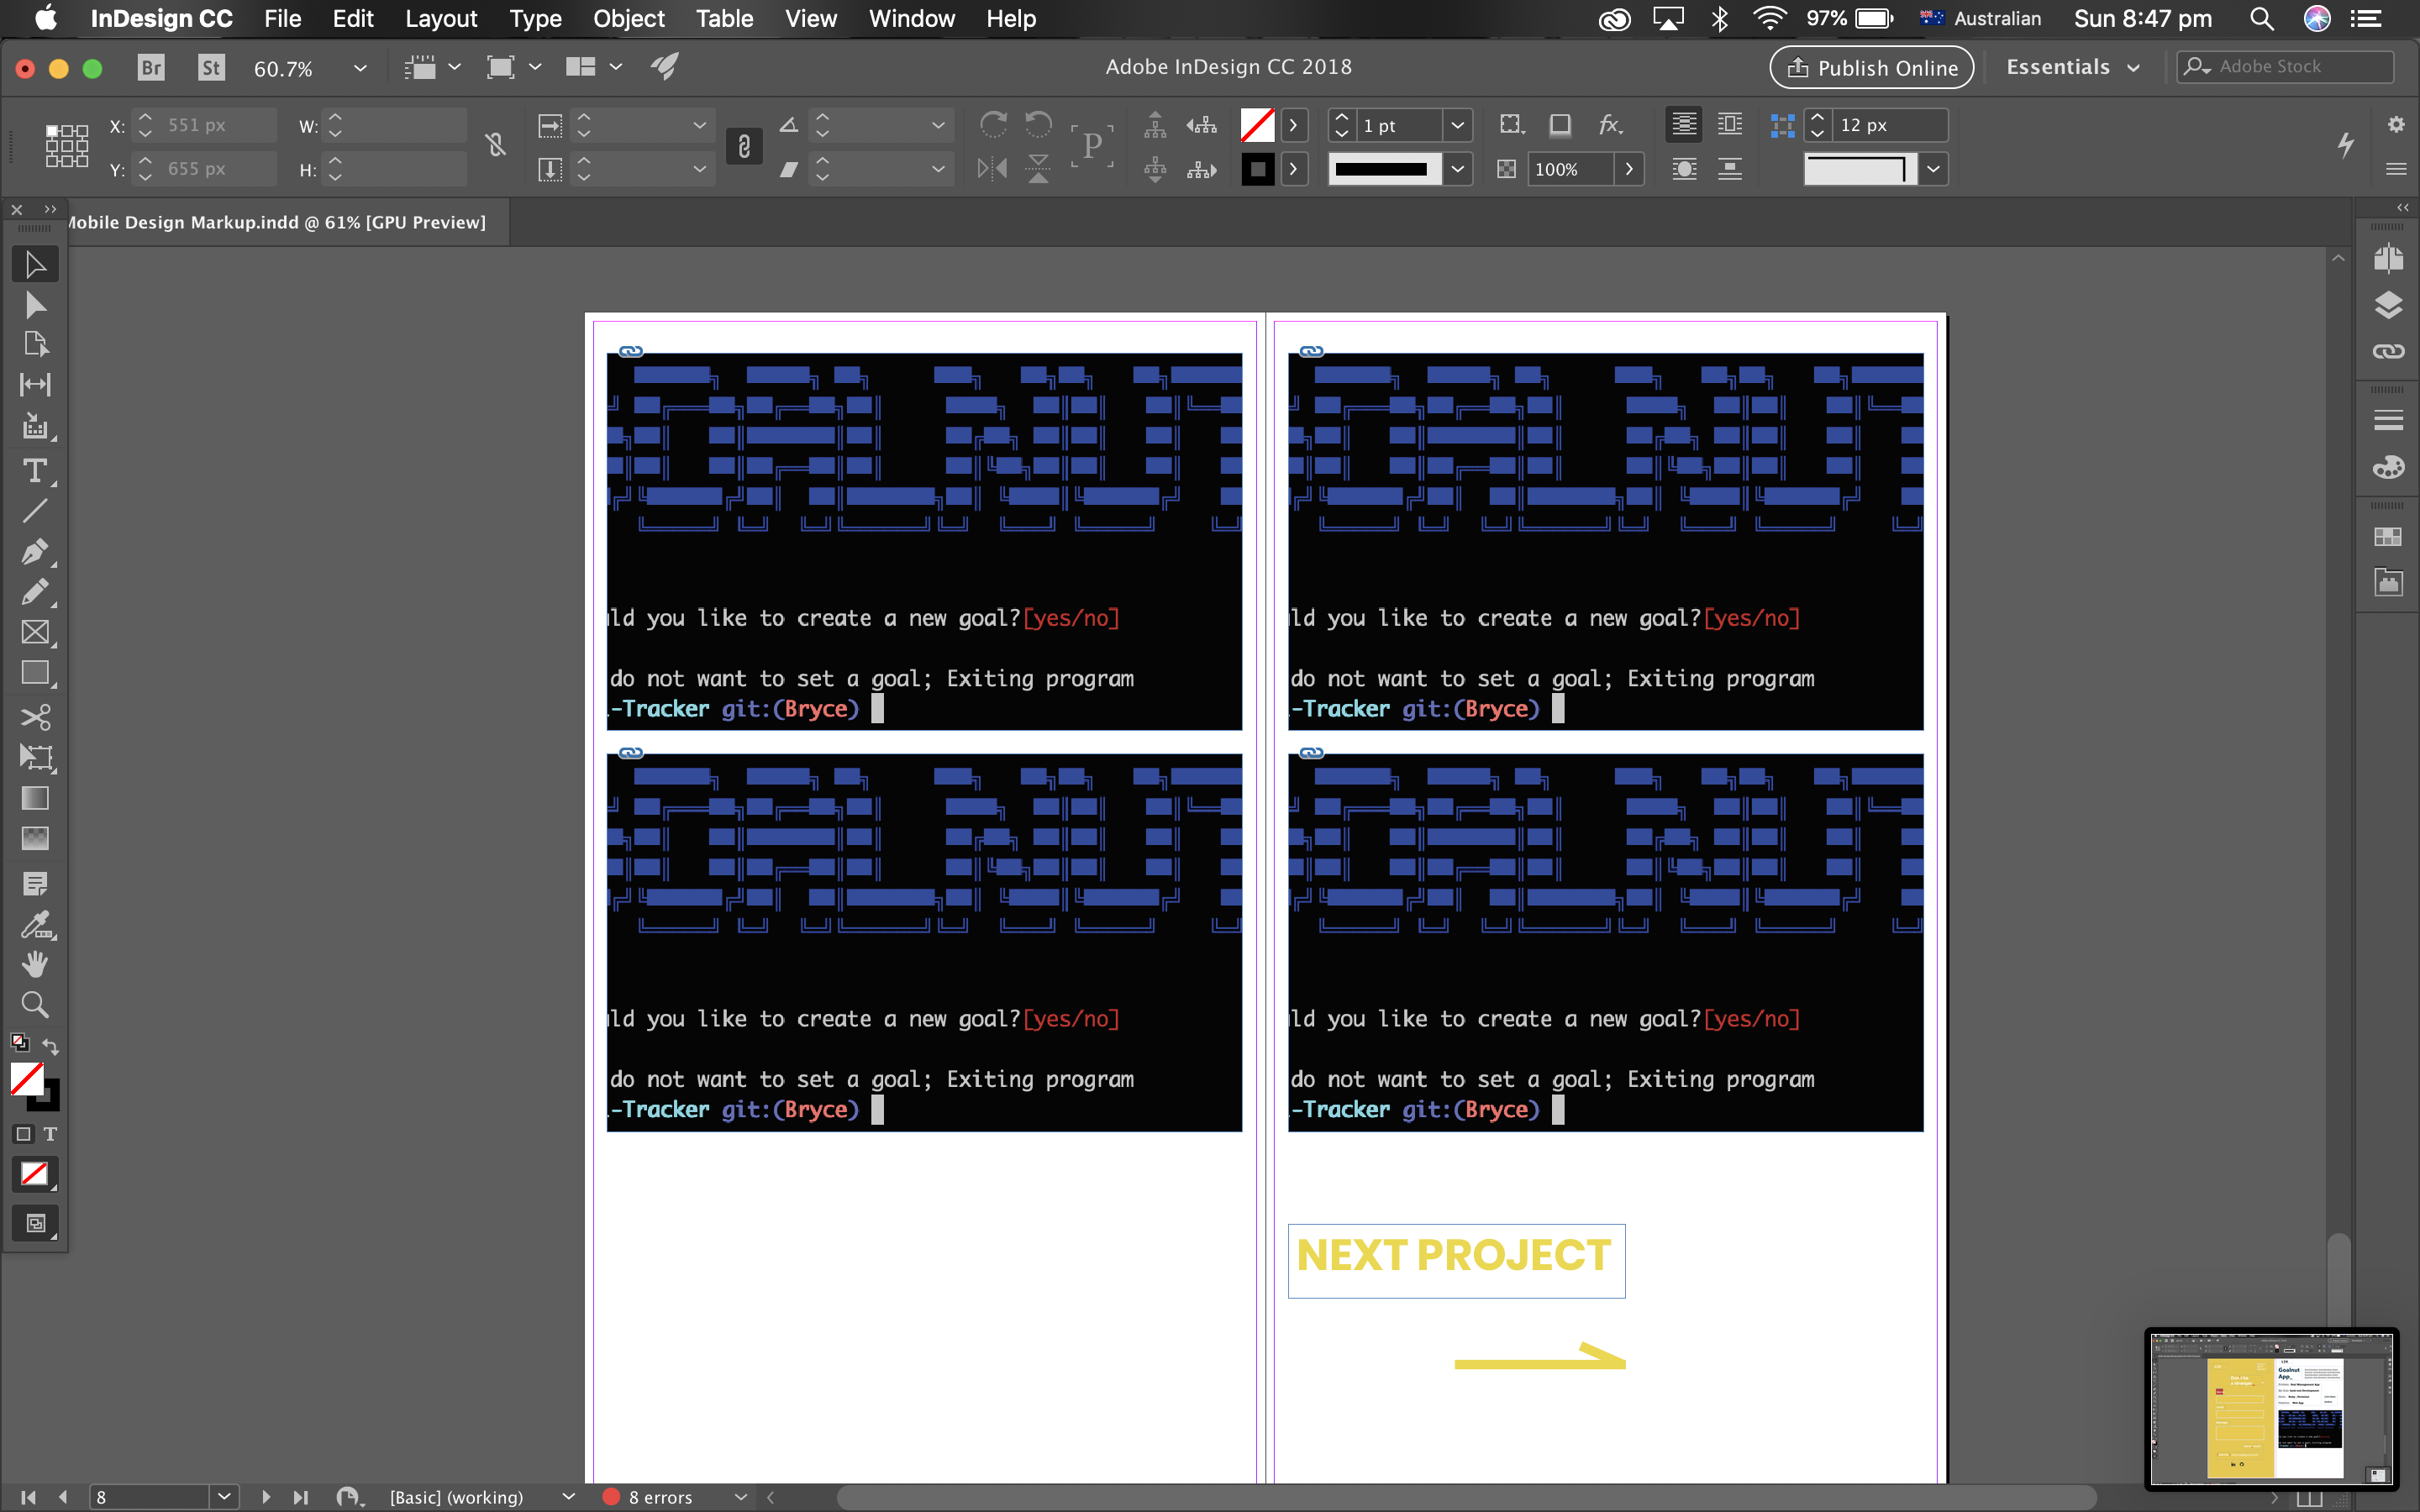 InDesign CC File Edit Layout Type Object Table View Window Help 97% Australian Sun 8:47 pm
Br St 60.7% Adobe InDesign CC 2018 Publish Online Essentials Adobe Stock
X: 551 px W: 1 pt fx. 12 px
Y: 655 px H: P 100%
Mobile Design Markup.indd @ 61% [GPU Preview]
ld you like to create a new goal?[yes/no]
do not want to set a goal; Exiting program
-Tracker git:(Bryce)
ld you like to create a new goal?[yes/no]
do not want to set a goal; Exiting program
-Tracker git:(Bryce)
ld you like to create a new goal?[yes/no]
do not want to set a goal; Exiting program
-Tracker git:(Bryce)
ld you like to create a new goal?[yes/no]
do not want to set a goal; Exiting program
-Tracker git:(Bryce)
NEXT PROJECT
Goalnut
App_
8 [Basic] (working) 8 errors